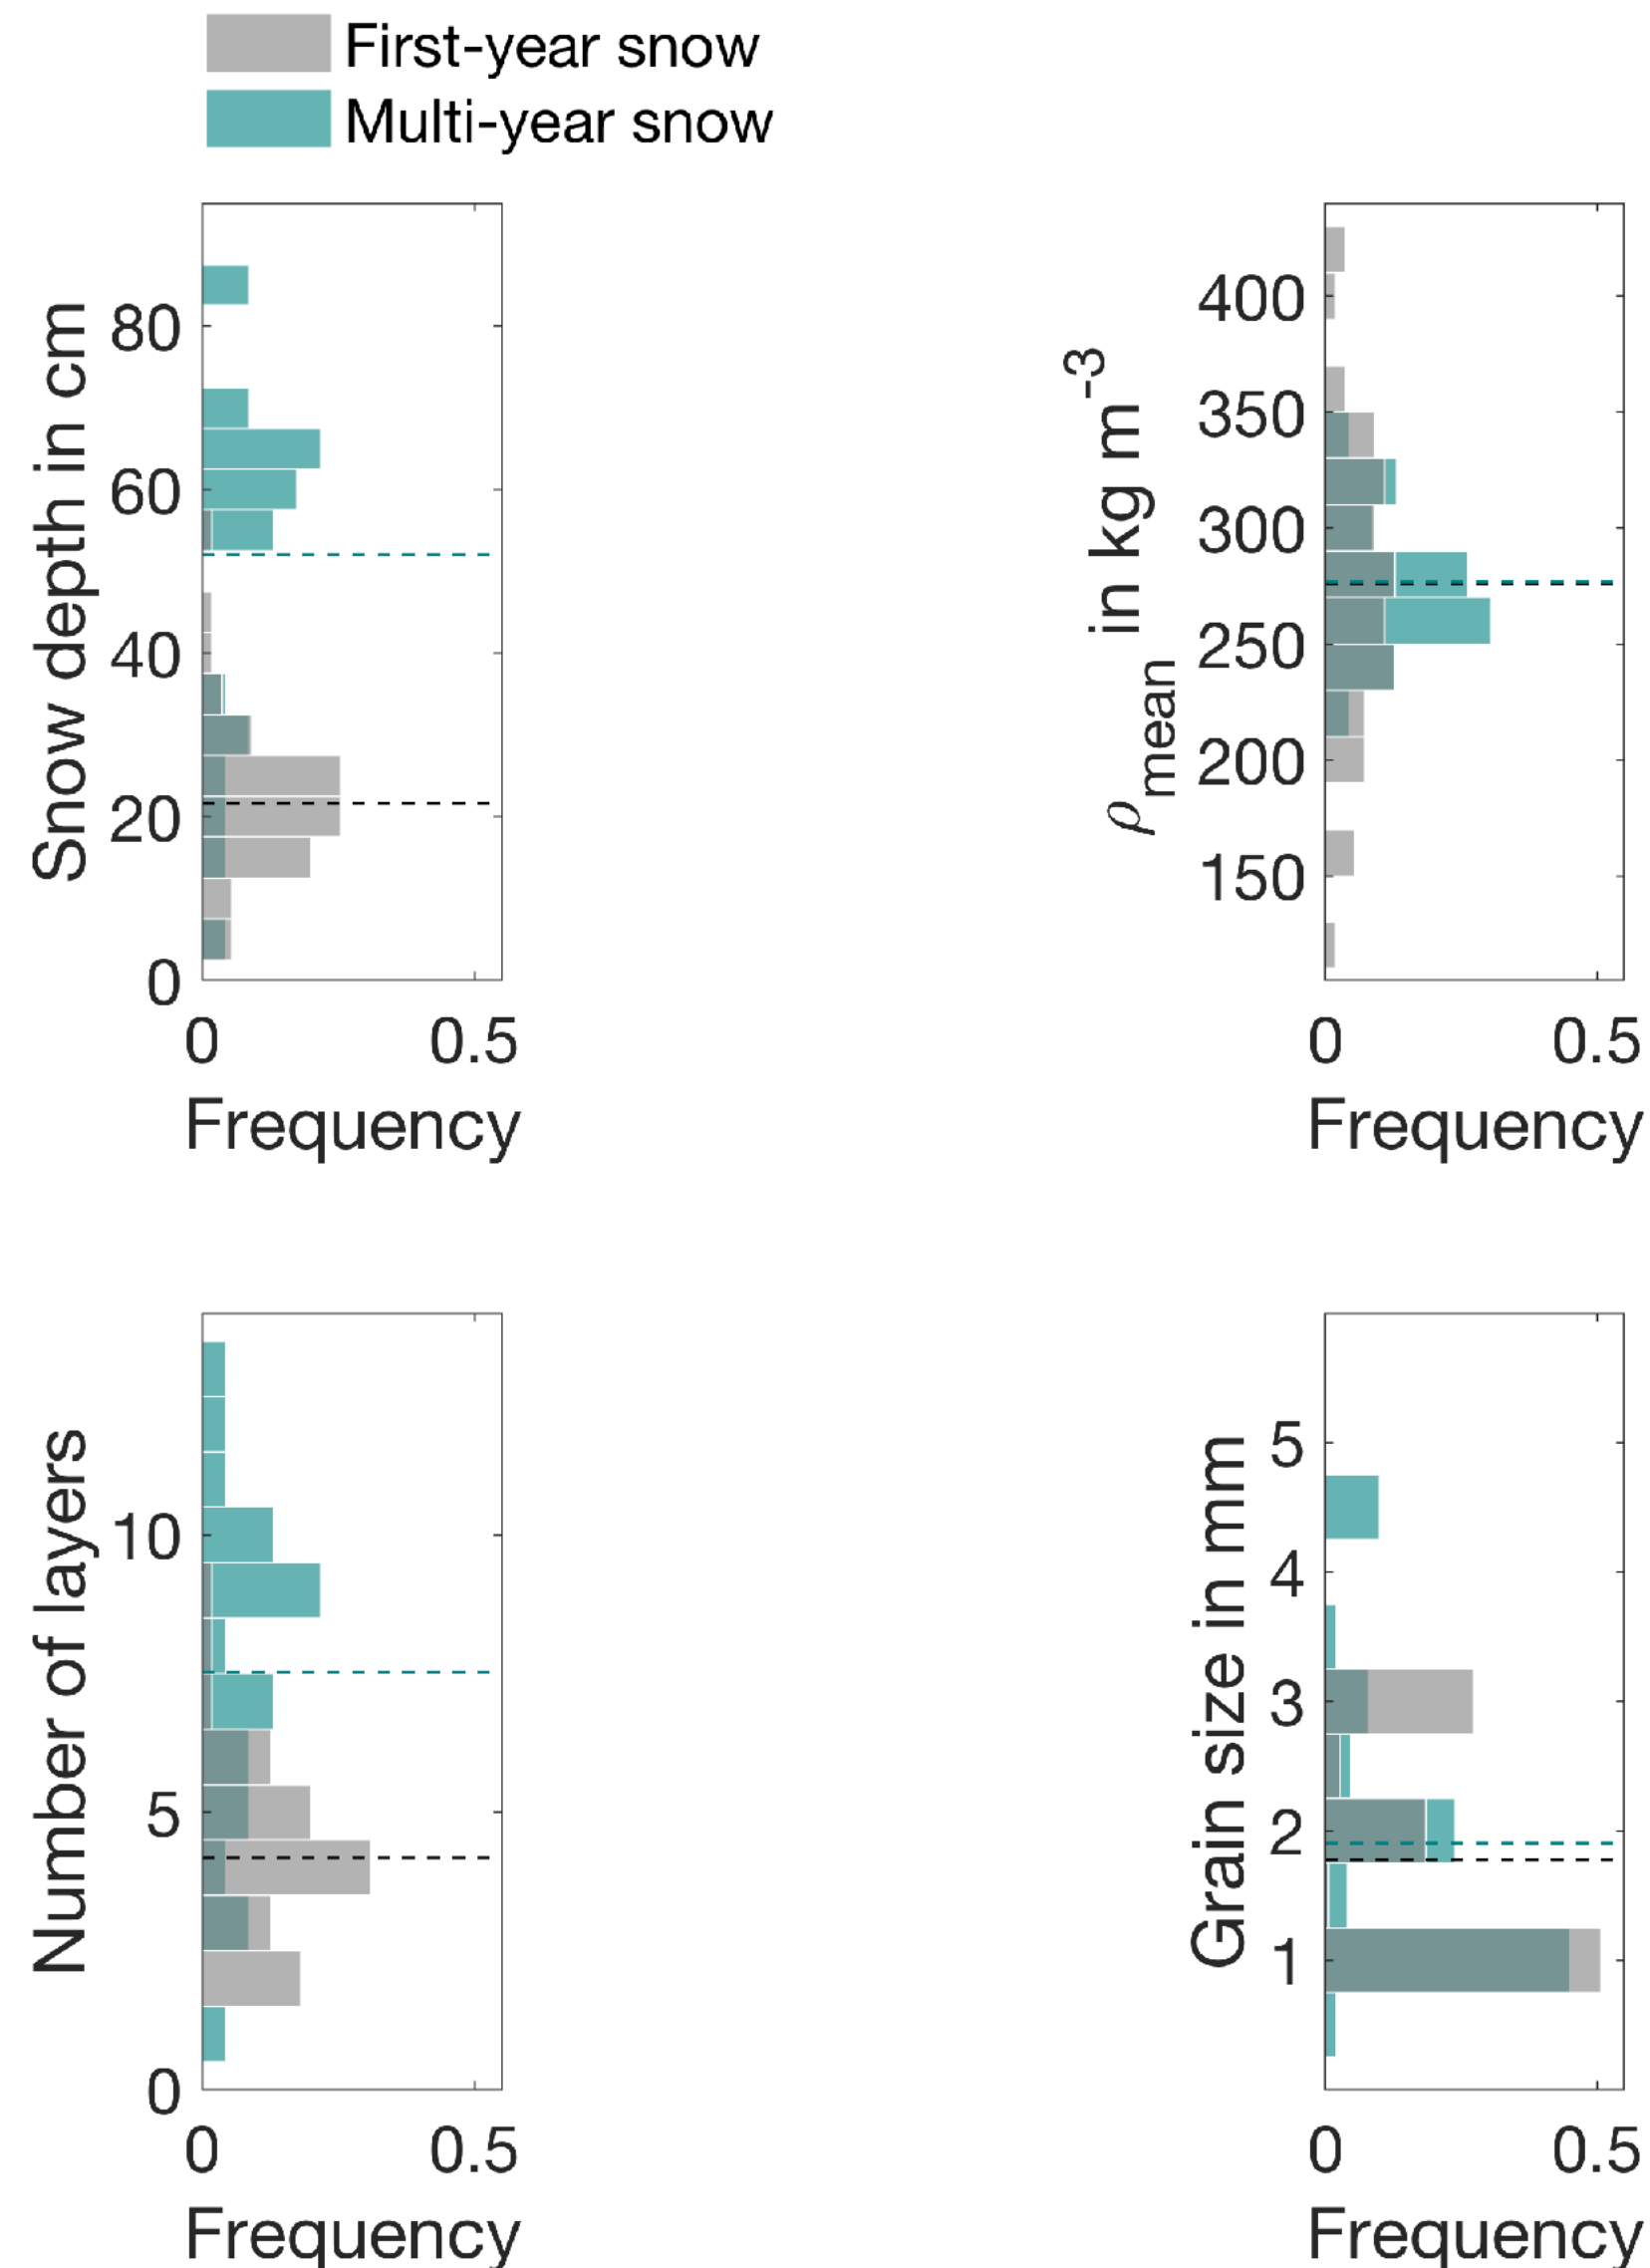 First-year snow
Multi-year snow
Snow depth in cm
80
60
40
20
0
0 0.5
Frequency
ρmean in kg m-3
400
350
300
250
200
150
0 0.5
Frequency
Number of layers
10
5
0
0 0.5
Frequency
Grain size in mm
5
4
3
2
1
0 0.5
Frequency